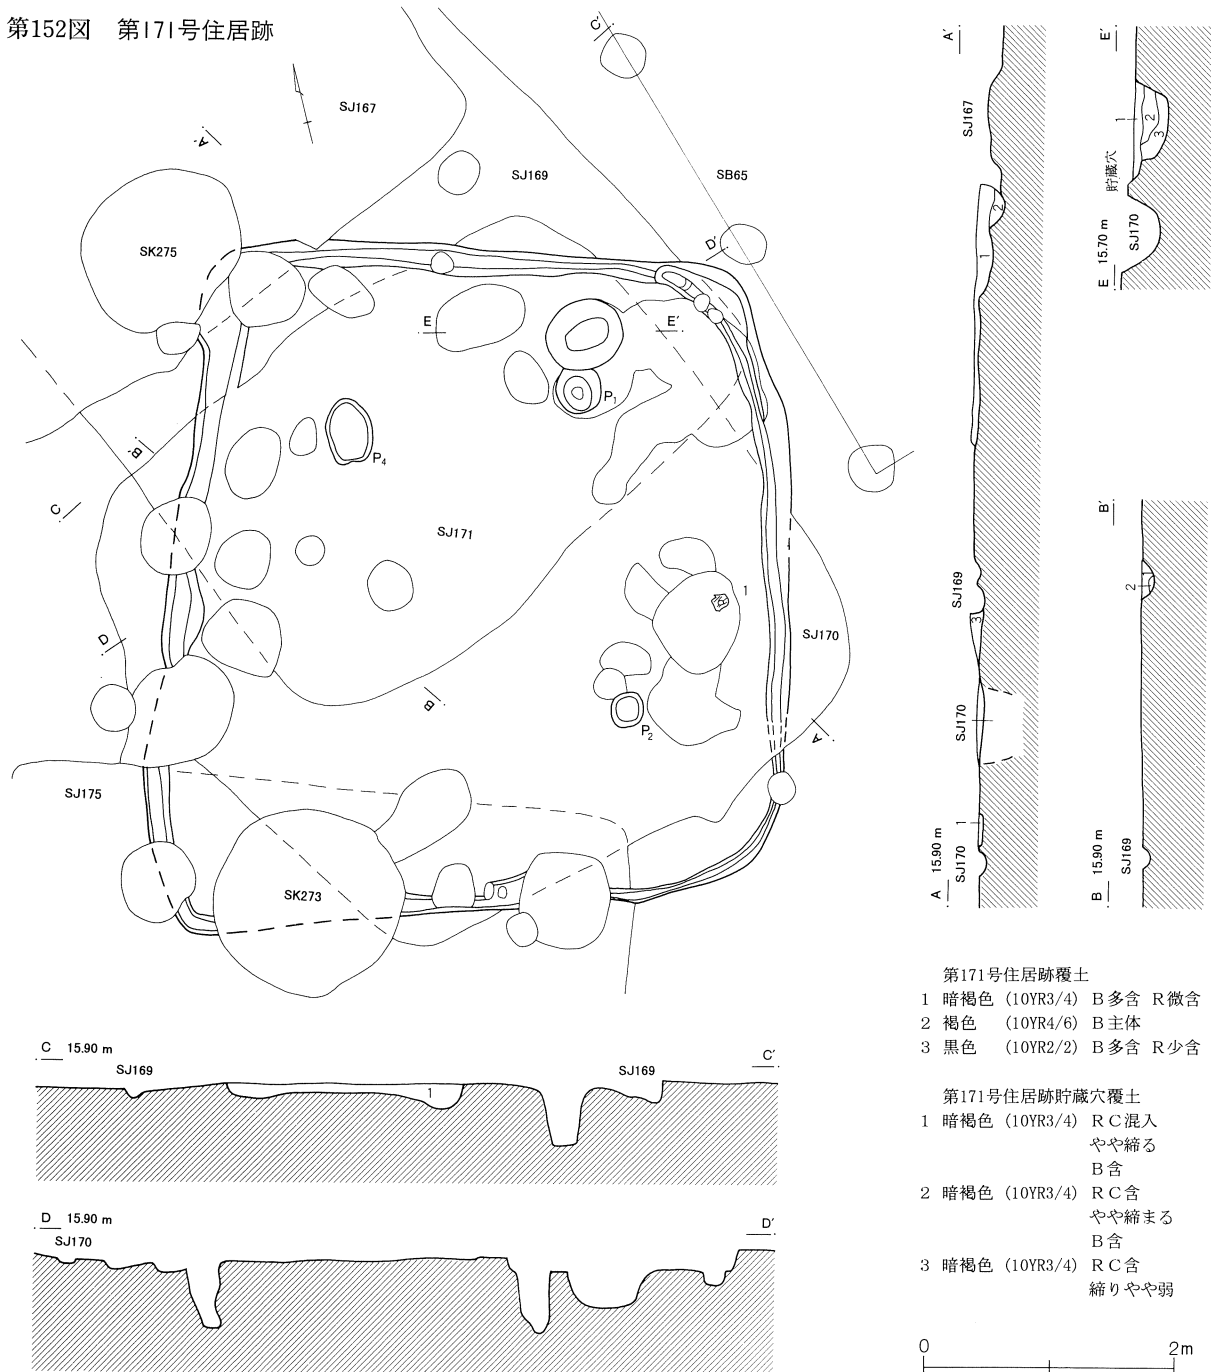 第152図　第171号住居跡
C′
A′
SJ167
SJ169
SB65
SK275
D′
E
E′
P1
P4
B′
C
SJ171
1
D
SJ170
B
P2
A
SJ175
SK273
A′
SJ167
2
1
SJ169
3
SJ170
1
A 15.90 m
SJ170
E′
1
2
3
貯蔵穴
E 15.70 m
SJ170
B′
2
B 15.90 m
SJ169
C 15.90 m
C′
SJ169
SJ169
1
D 15.90 m
D′
SJ170
第171号住居跡覆土
1 暗褐色 (10YR3/4) B多含 R微含
2 褐色 (10YR4/6) B主体
3 黒色 (10YR2/2) B多含 R少含
第171号住居跡貯蔵穴覆土
1 暗褐色 (10YR3/4) RC混入
やや締る
B含
2 暗褐色 (10YR3/4) RC含
やや締まる
B含
3 暗褐色 (10YR3/4) RC含
締りやや弱
0 2m